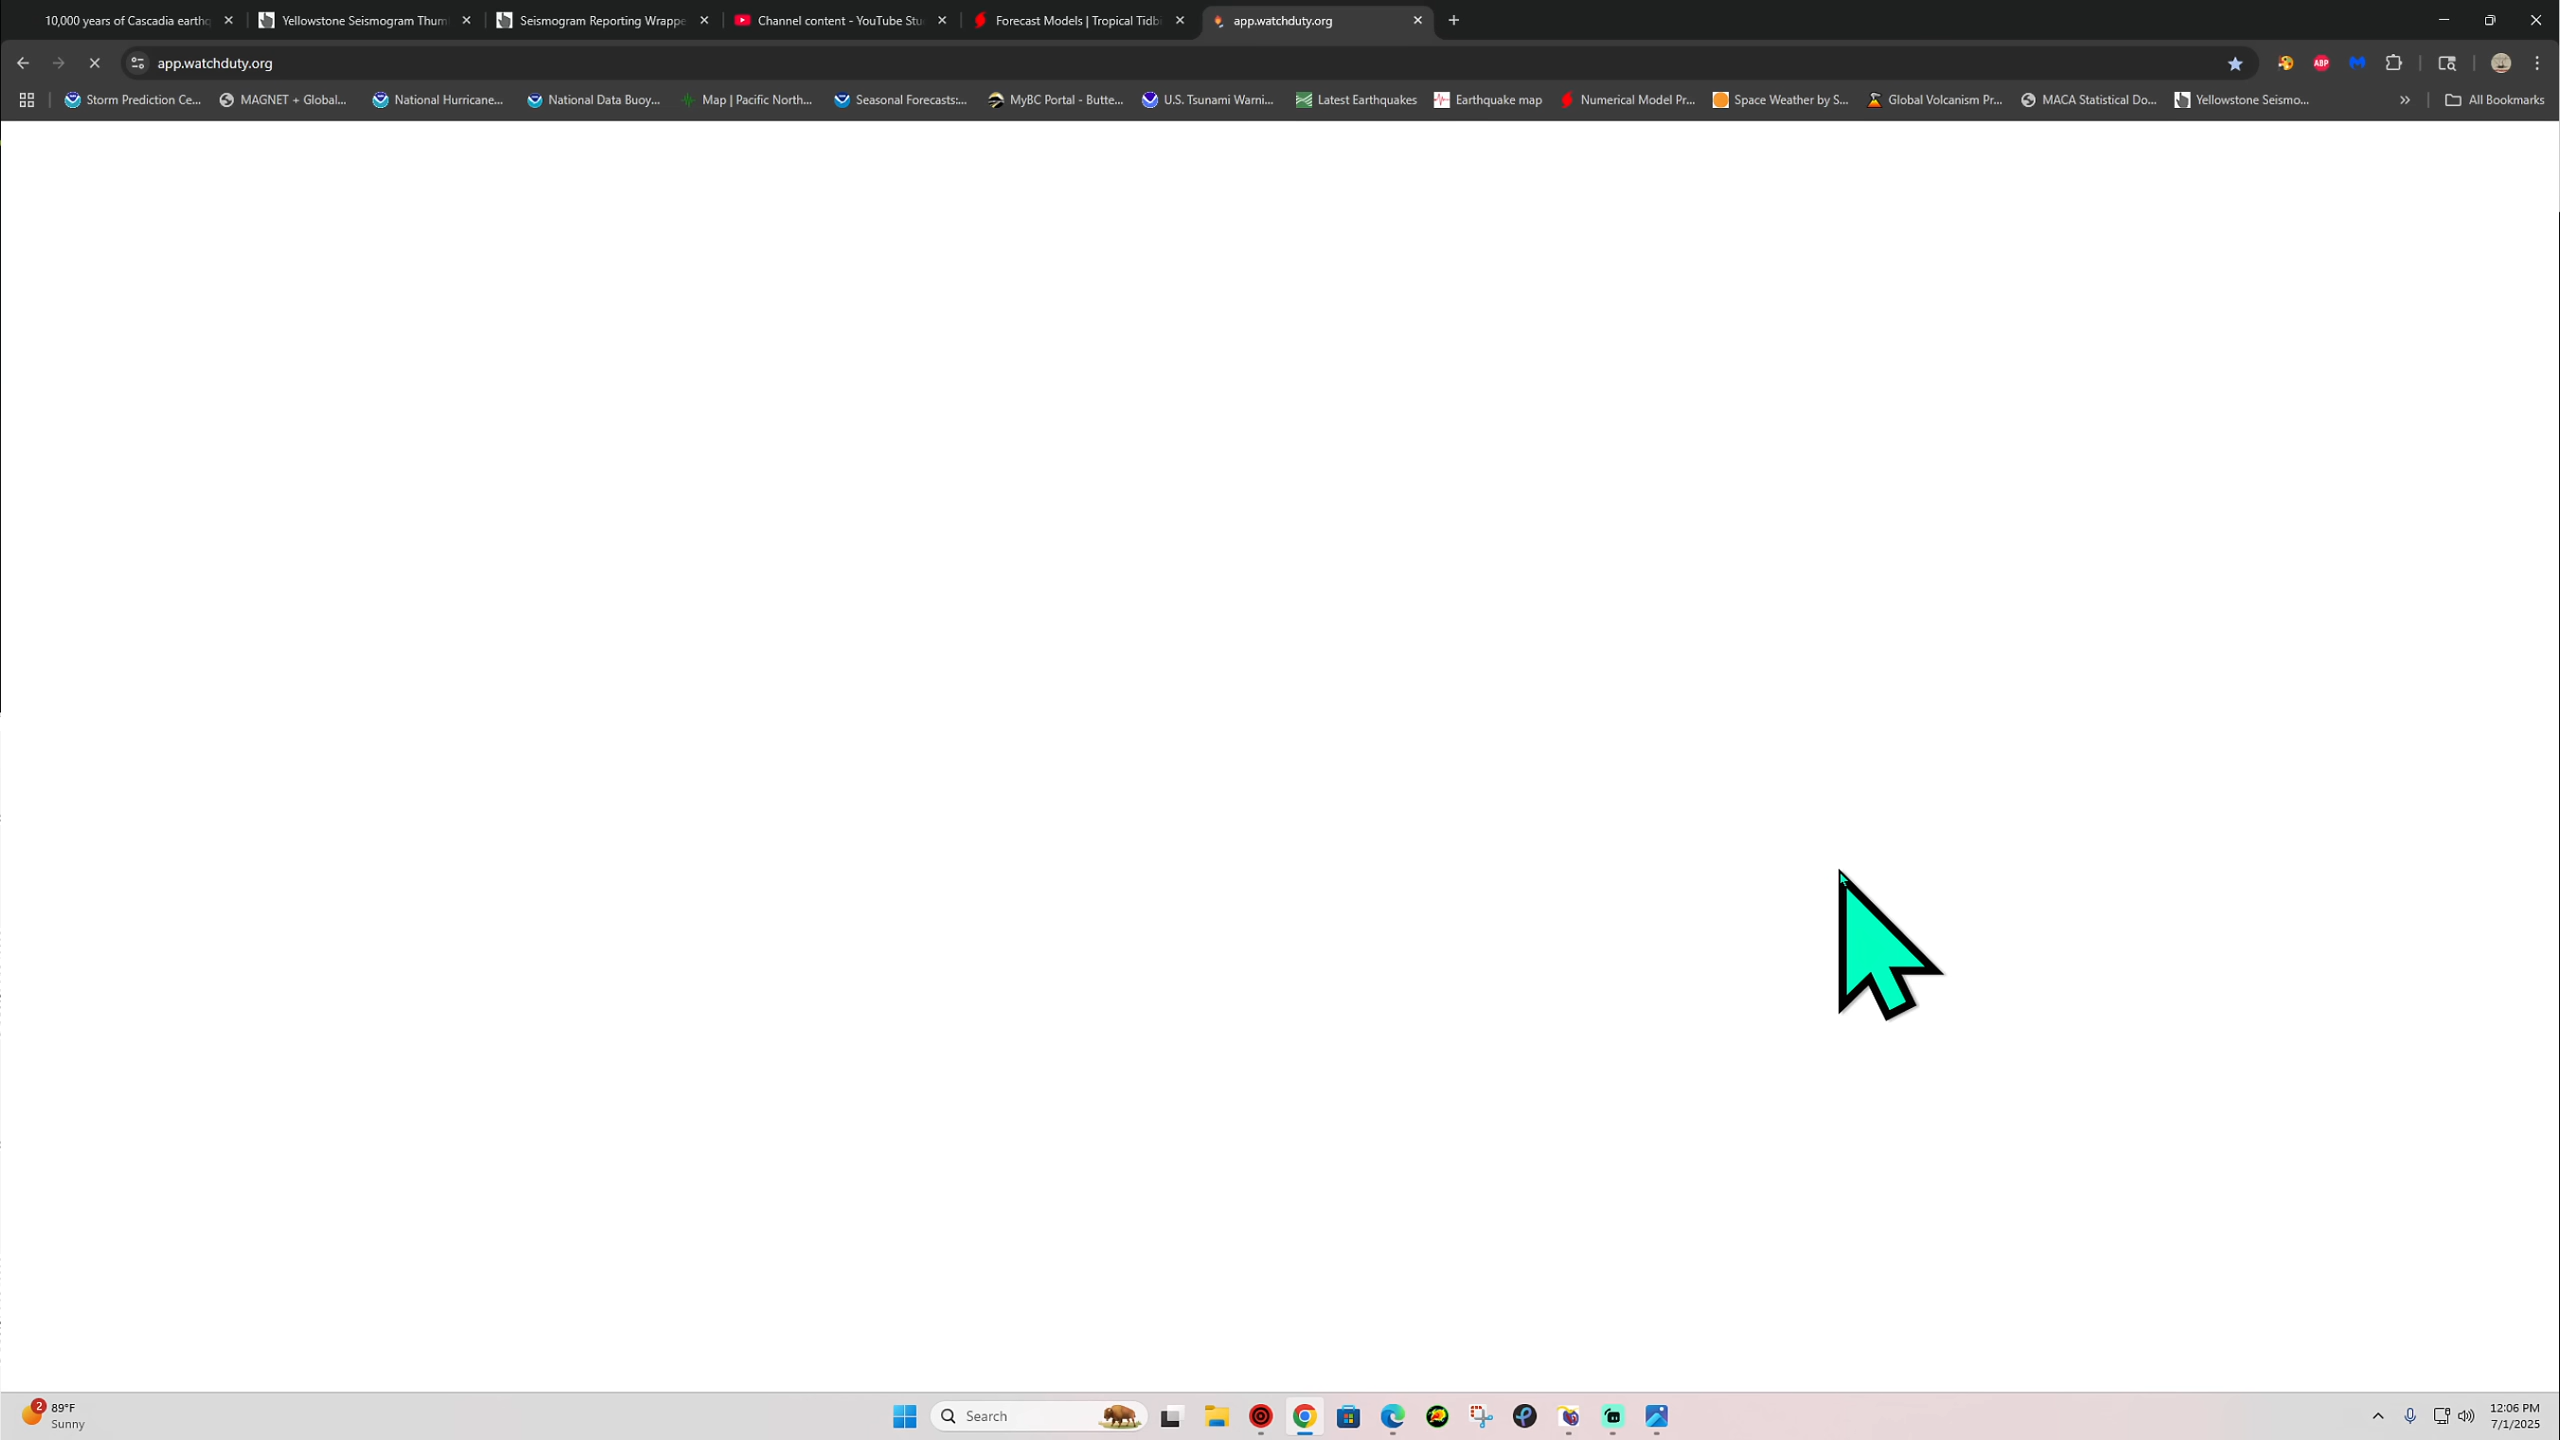 10,000 years of Cascadia earthq
Yellowstone Seismogram Thum
Seismogram Reporting Wrappe
Channel content - YouTube Stu
Forecast Models | Tropical Tidbi
app.watchduty.org
app.watchduty.org
ABP
Storm Prediction Ce...
MAGNET + Global...
National Hurricane...
National Data Buoy...
Map | Pacific North...
Seasonal Forecasts:...
MyBC Portal - Butte...
U.S. Tsunami Warni...
Latest Earthquakes
Earthquake map
Numerical Model Pr...
Space Weather by S...
Global Volcanism Pr...
MACA Statistical Do...
Yellowstone Seismo...
All Bookmarks
2
89°F
Sunny
Search
12:06 PM
7/1/2025